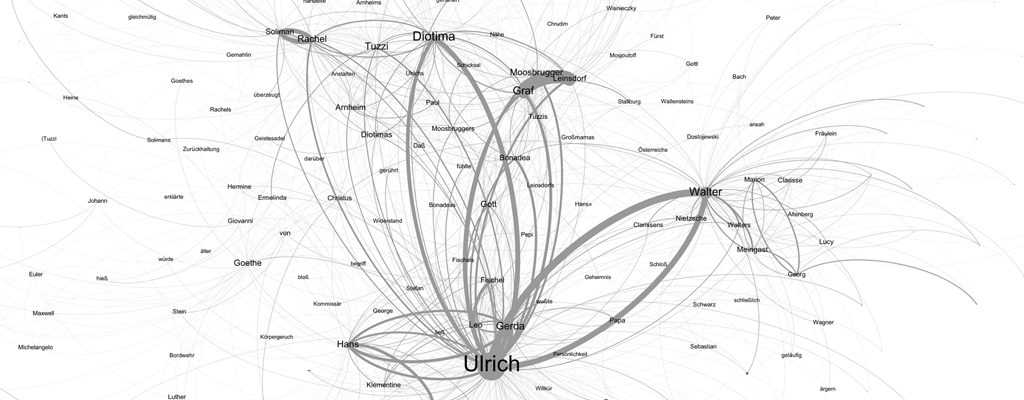 Arnheims
Wisnieczky
Kants
gleichmütig
Peter
Chrudim
Soliman
Rachel
Diotima
Nähe
Fürst
Tuzzi
Gemahlin
Mosjoutoff
Gott
Schicksal
Anstalten
Ulrichs
Moosbrugger
Leinsdorf
Bach
Goethes
Graf
Heine
überzeugt
Paul
Stallburg
Wallensteins
Rachels
Arnheim
Tuzzis
ansah
(Tuzzi
Solimans
Geistesadel
Diotimas
Moosbruggers
Großmamas
Dostojewski
Fräulein
Zurückhaltung
Daß
Österreichs
darüber
Bonadea
gerührt
fühlte
Marion
Clarisse
Hermine
Leinsdorfs
Walter
Johann
erklärte
Ermelinda
Christus
Bonadeas
Gott
Hans«
Giovanni
Widerstand
Nietzsche
Clarissens
Walters
Altenberg
von
Pepi
Lucy
älter
Meingast
würde
Goethe
begriff
Fischels
Schloß
Euler
hieß
bloß
Fischel
Geheimnis
Georg
Stefan
Kommissär
wußte
Schwarz
schließlich
Maxwell
Stein
George
Leo
Gerda
Papa
Wagner
Körpergeruch
ließ
Michelangelo
Hans
Sebastian
Bordwehr
Ulrich
Persönlichkeit
geläufig
Klementine
Willkür
ärgern
Luther